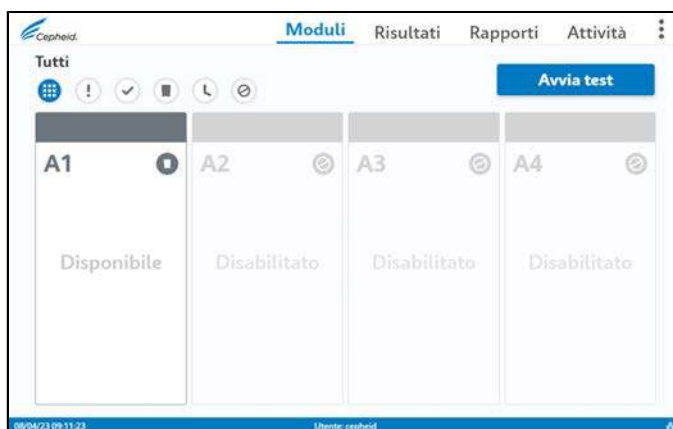 Cepheid.
Moduli Risultati Rapporti Attività
Tutti
Avvia test
A1 A2 A3 A4
Disponibile Disabilitato Disabilitato Disabilitato
08/04/23 09:11:23 Utente: cepheid